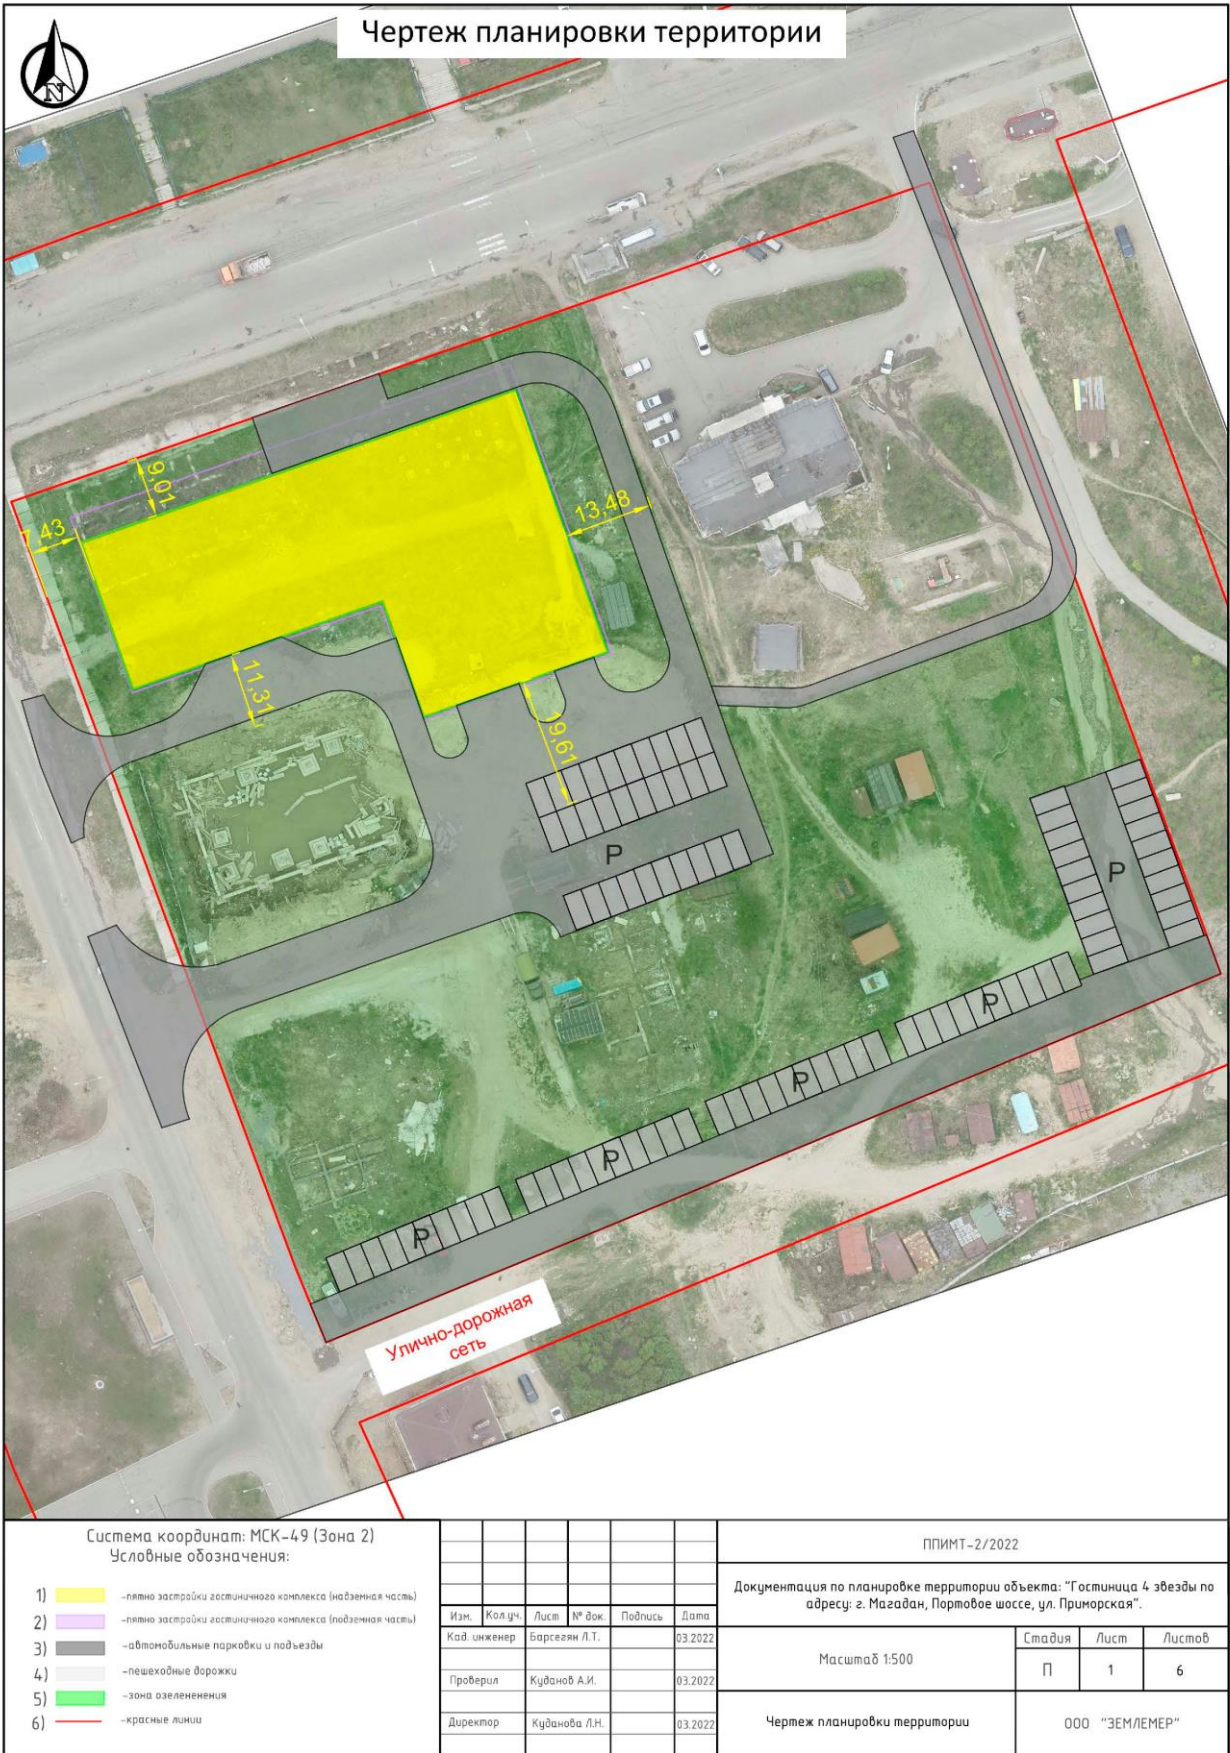 Чертеж планировки территории
N
9,01
7,43
13,48
11,31
19,61
P
P
P
P
P
P
Улично-дорожная
сеть
Система координат: МСК-49 (Зона 2)
Условные обозначения:
1) -пятно застройки гостиничного комплекса (надземная часть)
2) -пятно застройки гостиничного комплекса (подземная часть)
3) -автомобильные парковки и подъезды
4) -пешеходные дорожки
5) -зона озелененения
6) -красные линии
Изм. Кол.уч. Лист № док. Подпись Дата
Кад. инженер Барсегян Л.Т. 03.2022
Проверил Куданов А.И. 03.2022
Директор Куданова Л.Н. 03.2022
ППИМТ-2/2022
Документация по планировке территории объекта: "Гостиница 4 звезды по
адресу: г. Магадан, Портовое шоссе, ул. Приморская".
Масштаб 1:500
Стадия Лист Листов
П 1 6
Чертеж планировки территории
ООО "ЗЕМЛЕМЕР"